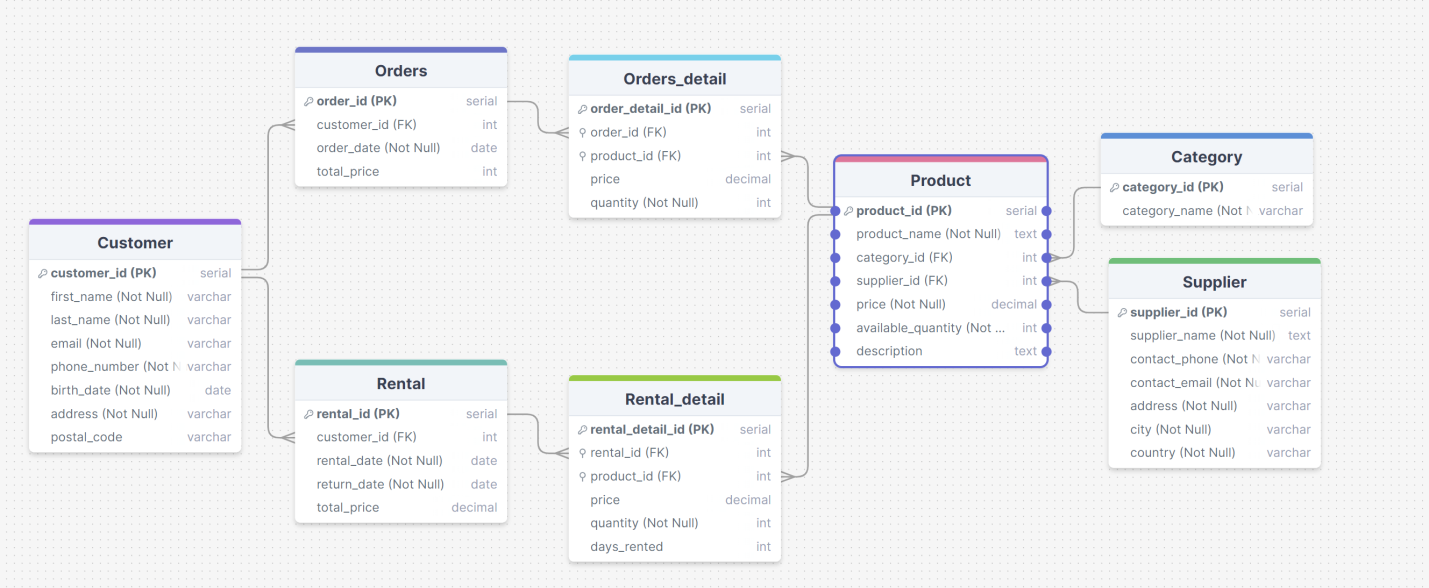 Orders
order_id (PK) serial
customer_id (FK) int
order_date (Not Null) date
total_price int
Orders_detail
order_detail_id (PK) serial
order_id (FK) int
product_id (FK) int
price decimal
quantity (Not Null) int
Customer
customer_id (PK) serial
first_name (Not Null) varchar
last_name (Not Null) varchar
email (Not Null) varchar
phone_number (Not N varchar
birth_date (Not Null) date
address (Not Null) varchar
postal_code varchar
Rental
rental_id (PK) serial
customer_id (FK) int
rental_date (Not Null) date
return_date (Not Null) date
total_price decimal
Rental_detail
rental_detail_id (PK) serial
rental_id (FK) int
product_id (FK) int
price decimal
quantity (Not Null) int
days_rented int
Product
product_id (PK) serial
product_name (Not Null) text
category_id (FK) int
supplier_id (FK) int
price (Not Null) decimal
available_quantity (Not ... int
description text
Category
category_id (PK) serial
category_name (Not N varchar
Supplier
supplier_id (PK) serial
supplier_name (Not Null) text
contact_phone (Not N varchar
contact_email (Not Nu varchar
address (Not Null) varchar
city (Not Null) varchar
country (Not Null) varchar